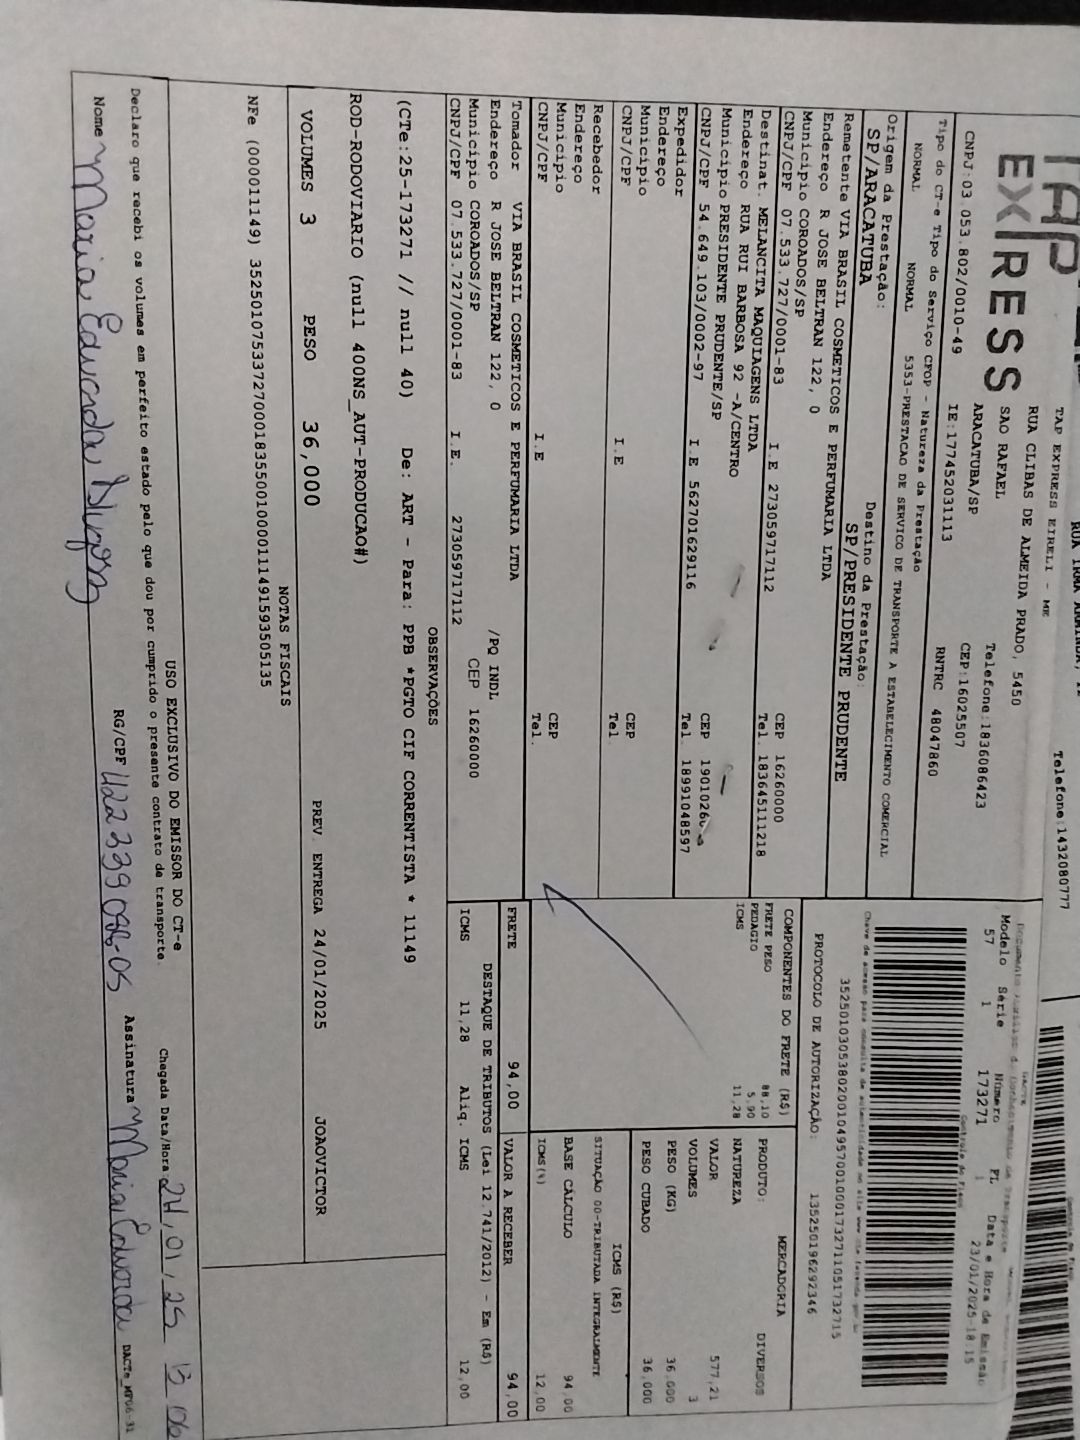 Telefone:1432080777
TAP EXPRESS EIRELI - ME
EXPRESS
RUA CLIBAS DE ALMEIDA PRADO, 5450
SAO RAFAEL
Telefone:1836086423
ARACATUBA/SP
CEP:16025507
CNPJ:03.053.802/0010-49
IE:177452031113
RNTRC 48047860
Modelo Série Número FL Data e Hora de Emissão
57 1 173271 1 23/01/2025-18:15
Controle do Fisco
Tipo do CT-e Tipo do Serviço CFOP - Natureza da Prestação
NORMAL NORMAL 5353-PRESTACAO DE SERVICO DE TRANSPORTE A ESTABELECIMENTO COMERCIAL
Origem da Prestação: Destino da Prestação:
SP/ARACATUBA SP/PRESIDENTE PRUDENTE
35250103053802001049570010001732711051732715
PROTOCOLO DE AUTORIZAÇÃO: 135250196292346
Remetente VIA BRASIL COSMETICOS E PERFUMARIA LTDA
Endereço R JOSE BELTRAN 122, 0
Municipio COROADOS/SP CEP 16260000
CNPJ/CPF 07.533.727/0001-83 I.E 273059717112 Tel. 183645111218
Destinat. MELANCITA MAQUIAGENS LTDA
Endereço RUA RUI BARBOSA 92 -A/CENTRO
Municipio PRESIDENTE PRUDENTE/SP CEP
CNPJ/CPF 54.649.103/0002-97 I.E 562701629116 Tel. 18991048597
Expedidor
Endereço
Municipio CEP
CNPJ/CPF I.E Tel.
Recebedor
Endereço
Municipio CEP
CNPJ/CPF I.E Tel.
Tomador VIA BRASIL COSMETICOS E PERFUMARIA LTDA
Endereço R JOSE BELTRAN 122, 0 /PQ INDL
Municipio COROADOS/SP CEP 16260000
CNPJ/CPF 07.533.727/0001-83 I.E. 273059717112
COMPONENTES DO FRETE (R$)
FRETE PESO 88,10
PEDAGIO 5,90
ICMS 11,28
PRODUTO: MERCADORIA
NATUREZA DIVERSOS
VALOR 577,21
VOLUMES 3
PESO (KG) 36,000
PESO CUBADO 36,000
ICMS (R$)
SITUAÇÃO 00-TRIBUTADA INTEGRALMENTE
BASE CÁLCULO 94,00
ICMS(%) 12,00
FRETE 94,00 VALOR A RECEBER 94,00
DESTAQUE DE TRIBUTOS (Lei 12.741/2012) - Em (R$)
ICMS 11,28 Aliq. ICMS 12,00
OBSERVAÇÕES
(CTe:25-173271 // null 40) De: ART - Para: PPB *PGTO CIF CORRENTISTA * 11149
ROD-RODOVIARIO (null 400NS_AUT-PRODUCAO#)
VOLUMES 3 PESO 36,000 PREV. ENTREGA 24/01/2025 JOAOVICTOR
NOTAS FISCAIS
NFe (000011149) 35250107533727000183550010000111491593505135
USO EXCLUSIVO DO EMISSOR DO CT-e
Declaro que recebi os volumes em perfeito estado pelo que dou por cumprido o presente contrato de transporte. Chegada Data/Hora 24,01,25 13 06
Nome Maria Eduarda RG/CPF 422339088-05 Assinatura Maria Eduarda DACTe_MP06-31